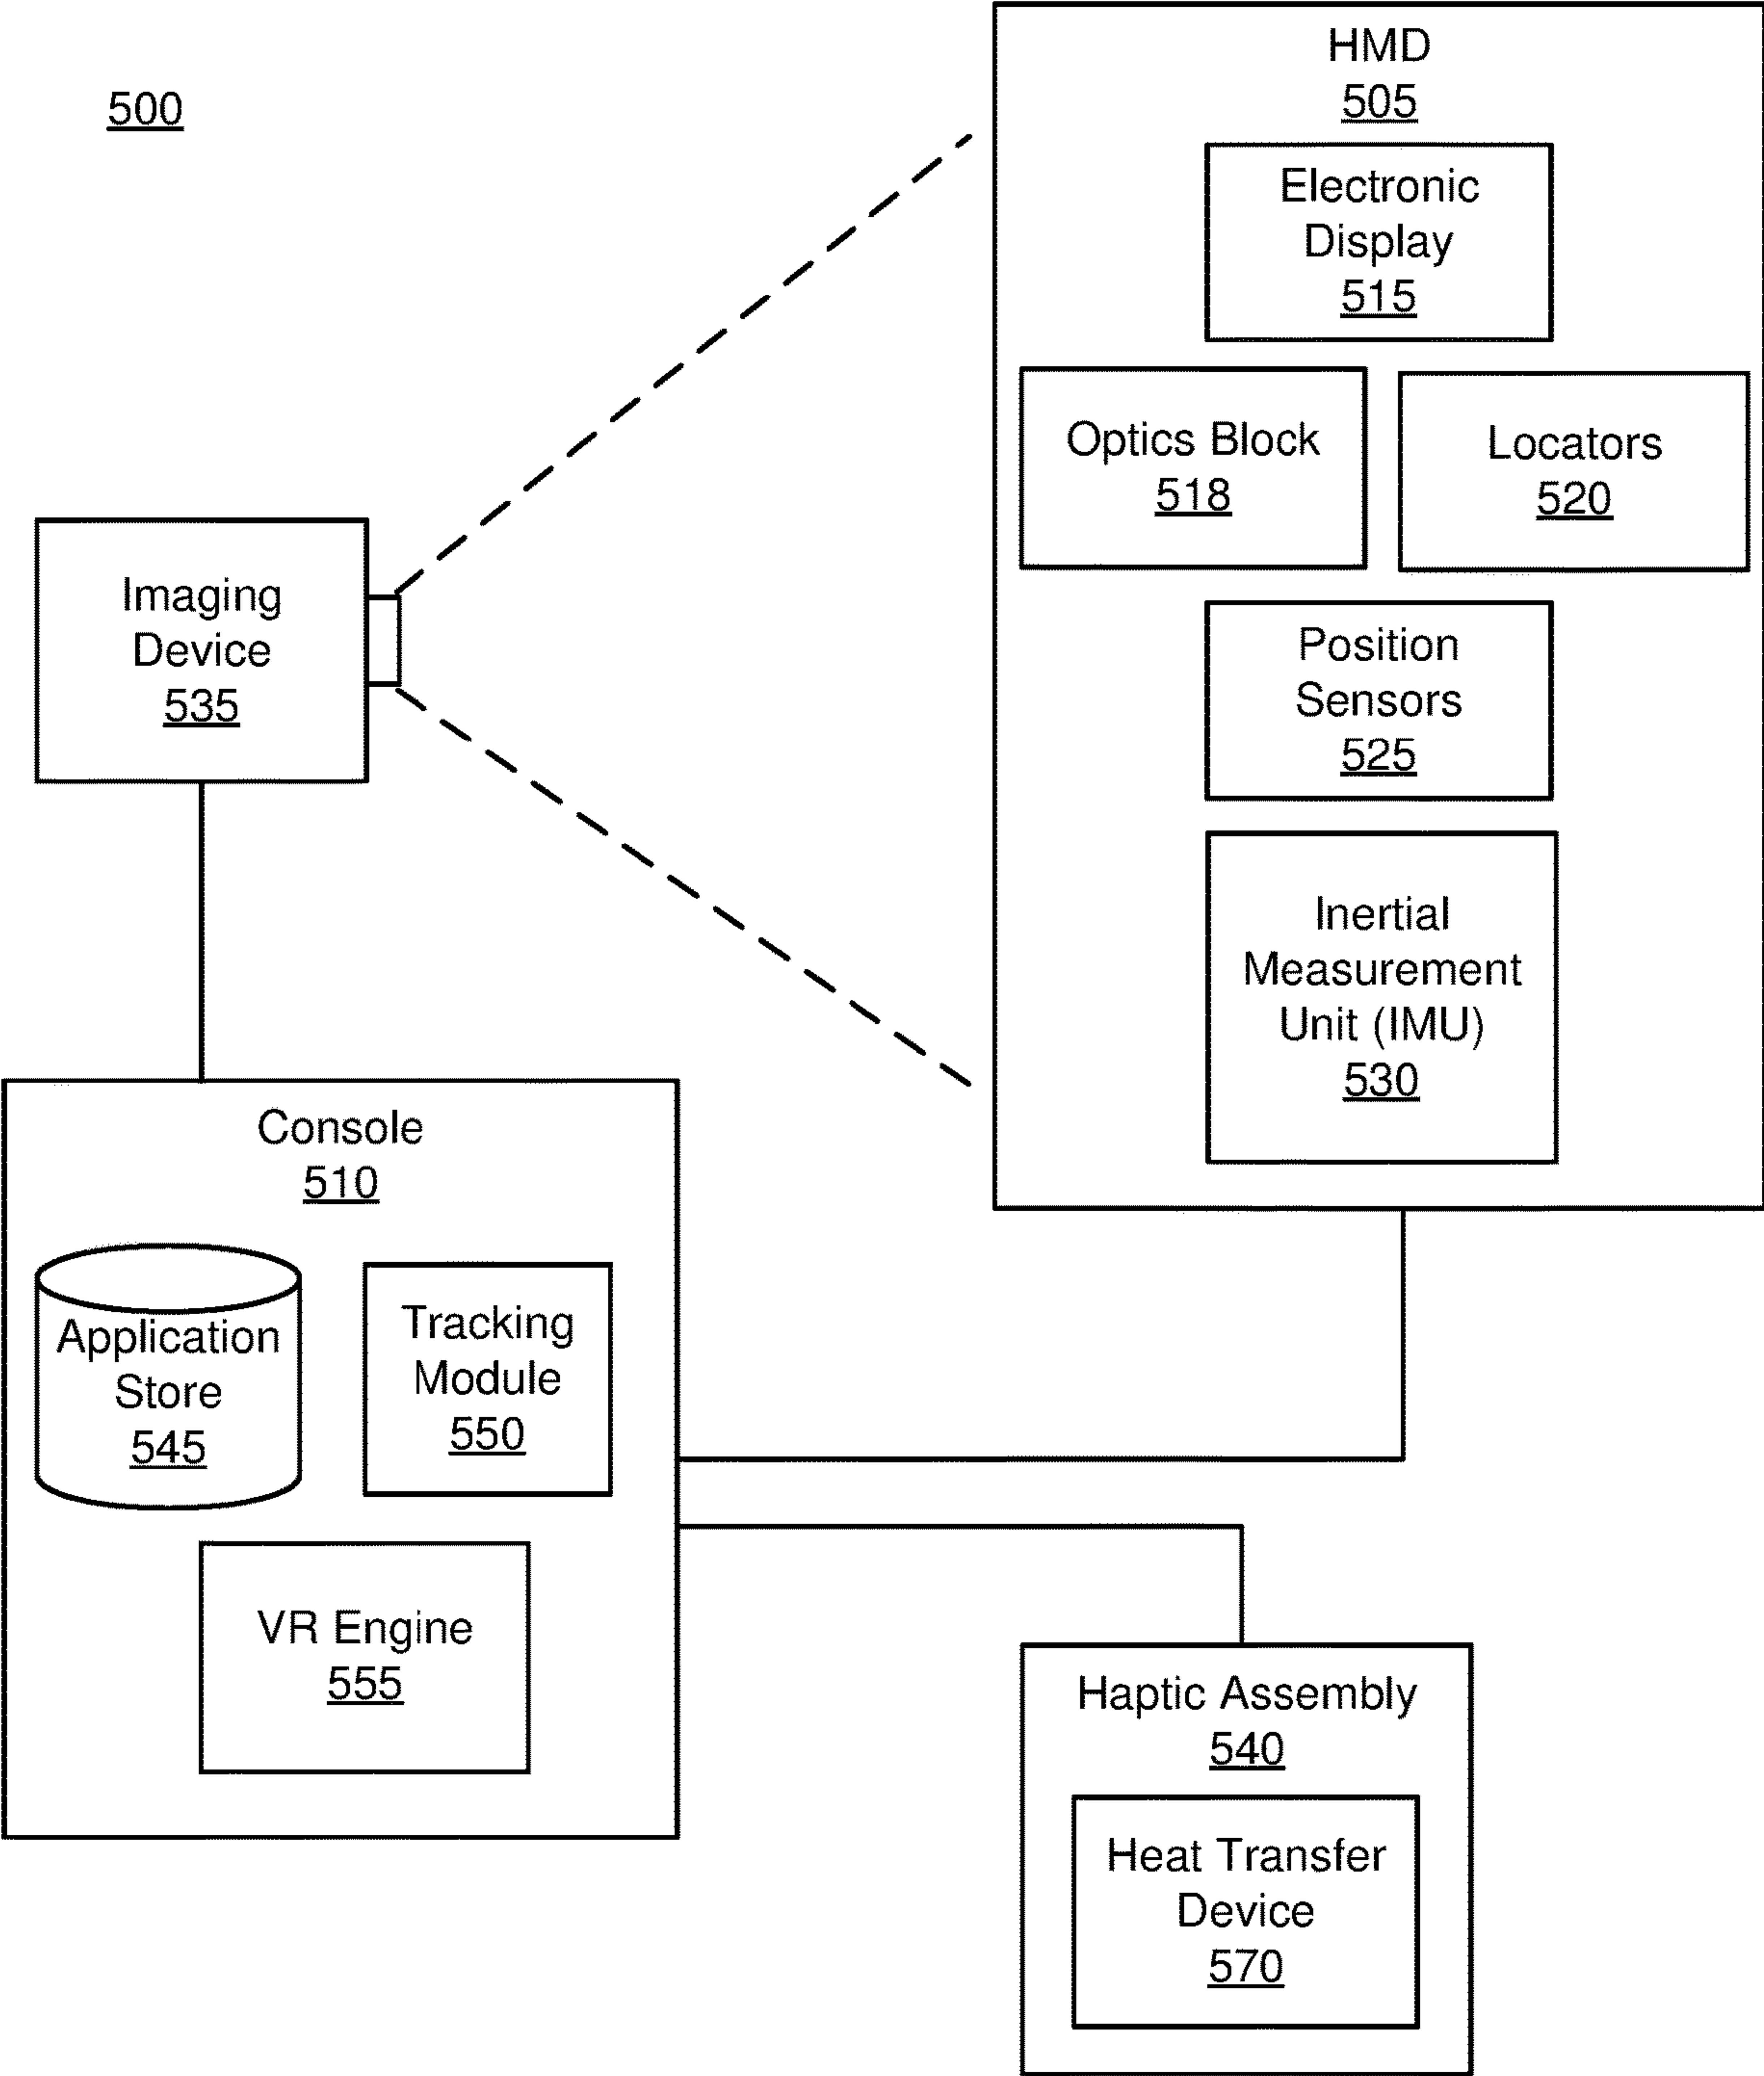 500
HMD
505
Electronic
Display
515
Optics Block
518
Locators
520
Position
Sensors
525
Inertial
Measurement
Unit (IMU)
530
Imaging
Device
535
Console
510
Application
Store
545
Tracking
Module
550
VR Engine
555
Haptic Assembly
540
Heat Transfer
Device
570